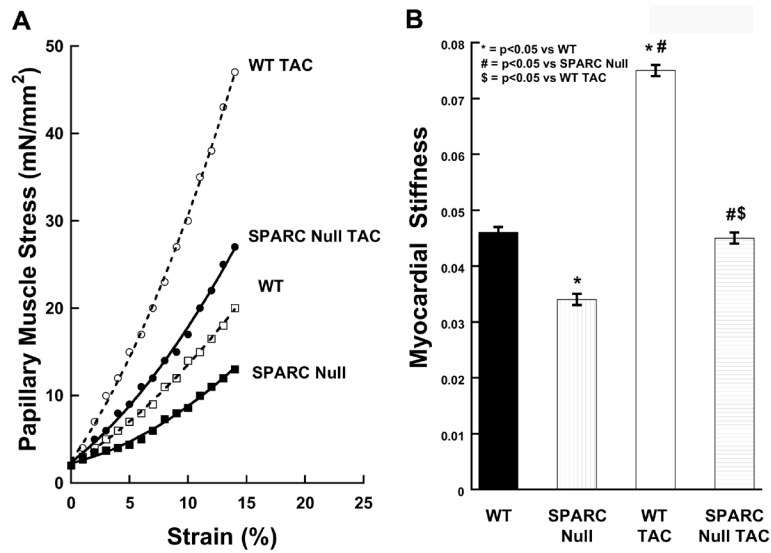 A
Papillary Muscle Stress (mN/mm²)
50
40
30
20
10
0
0
5
10
15
20
25
Strain (%)
WT TAC
SPARC Null TAC
WT
SPARC Null
B
Myocardial Stiffness
0.08
0.07
0.06
0.05
0.04
0.03
0.02
0.01
0
* = p<0.05 vs WT
# = p<0.05 vs SPARC Null
$ = p<0.05 vs WT TAC
*
* #
#$
WT
SPARC
Null
WT
TAC
SPARC
Null TAC